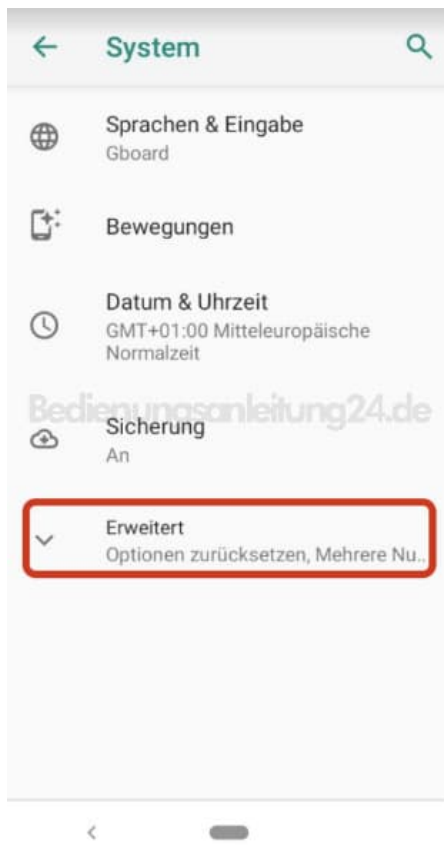 System
Sprachen & Eingabe
Gboard
Bewegungen
Datum & Uhrzeit
GMT+01:00 Mitteleuropäische
Normalzeit
Bedienungsanleitung24.de
Sicherung
An
Erweitert
Optionen zurücksetzen, Mehrere Nu..